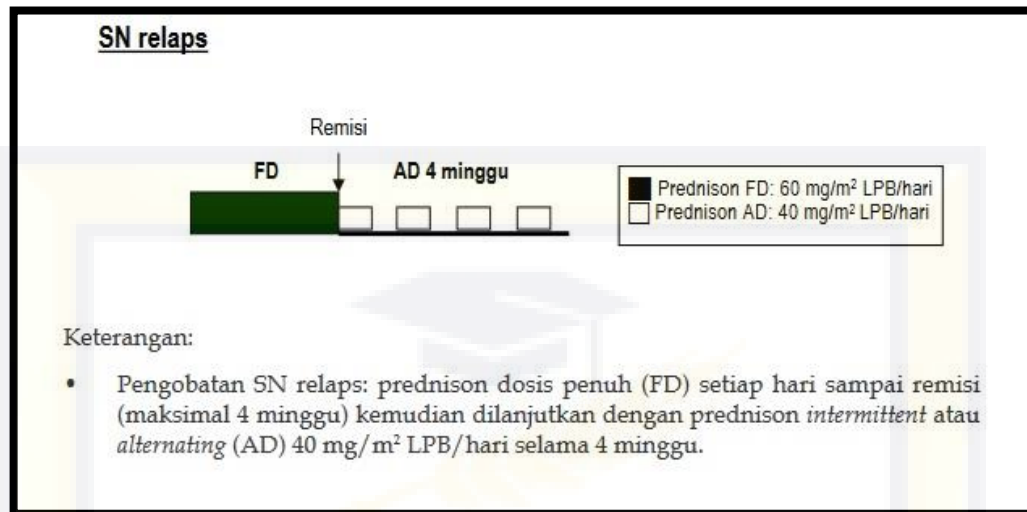 SN relaps
Remisi
FD
AD 4 minggu
Prednison FD: 60 mg/m² LPB/hari
Prednison AD: 40 mg/m² LPB/hari
Keterangan:
• Pengobatan SN relaps: prednison dosis penuh (FD) setiap hari sampai remisi
(maksimal 4 minggu) kemudian dilanjutkan dengan prednison intermittent atau
alternating (AD) 40 mg/m² LPB/hari selama 4 minggu.